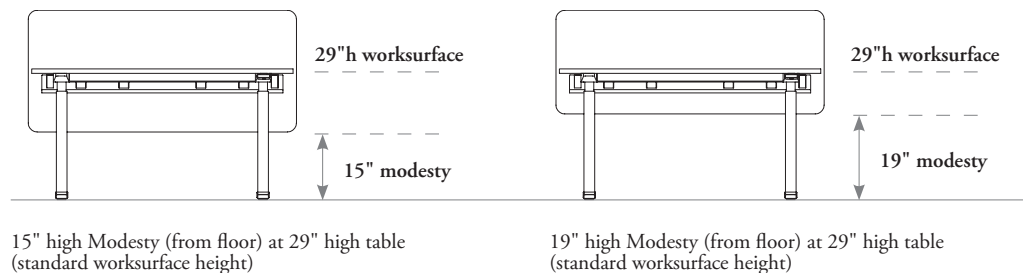 29"h worksurface
15" modesty
15" high Modesty (from floor) at 29" high table
(standard worksurface height)
29"h worksurface
19" modesty
19" high Modesty (from floor) at 29" high table
(standard worksurface height)